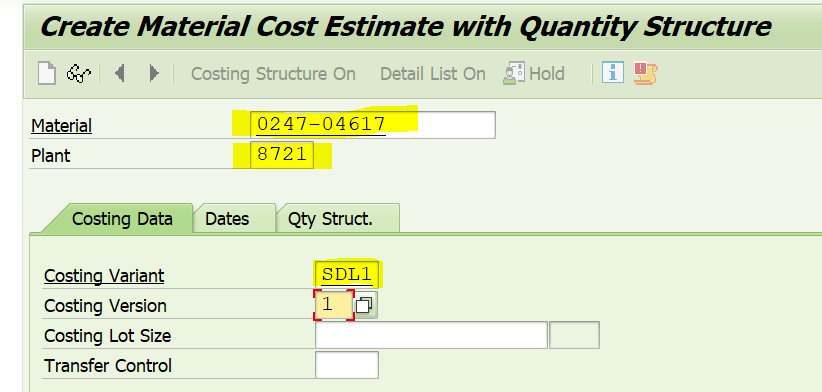 Create Material Cost Estimate with Quantity Structure
Costing Structure On Detail List On Hold
Material 0247-04617
Plant 8721
Costing Data Dates Qty Struct.
Costing Variant SDL1
Costing Version 1
Costing Lot Size
Transfer Control